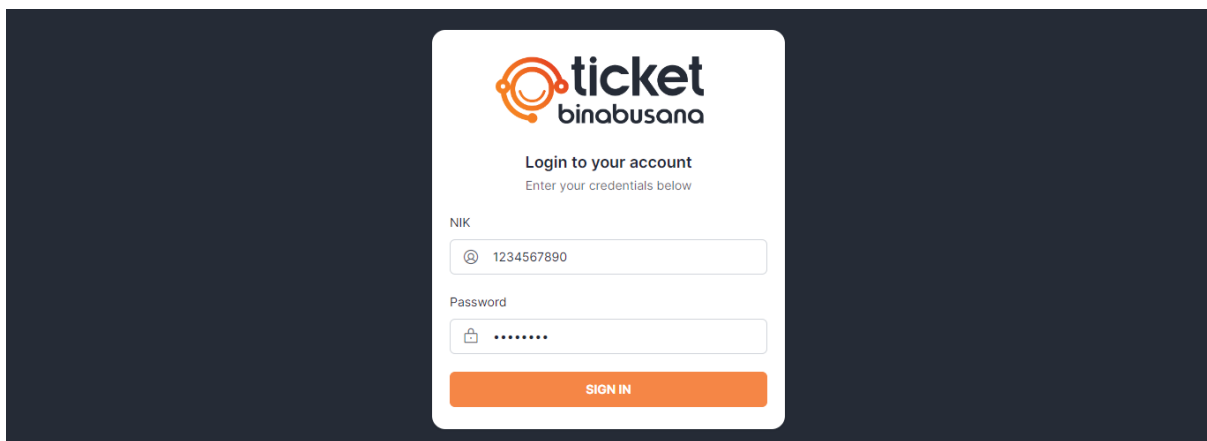 ticket
binabusana
Login to your account
Enter your credentials below
NIK
1234567890
Password
••••••••
SIGN IN